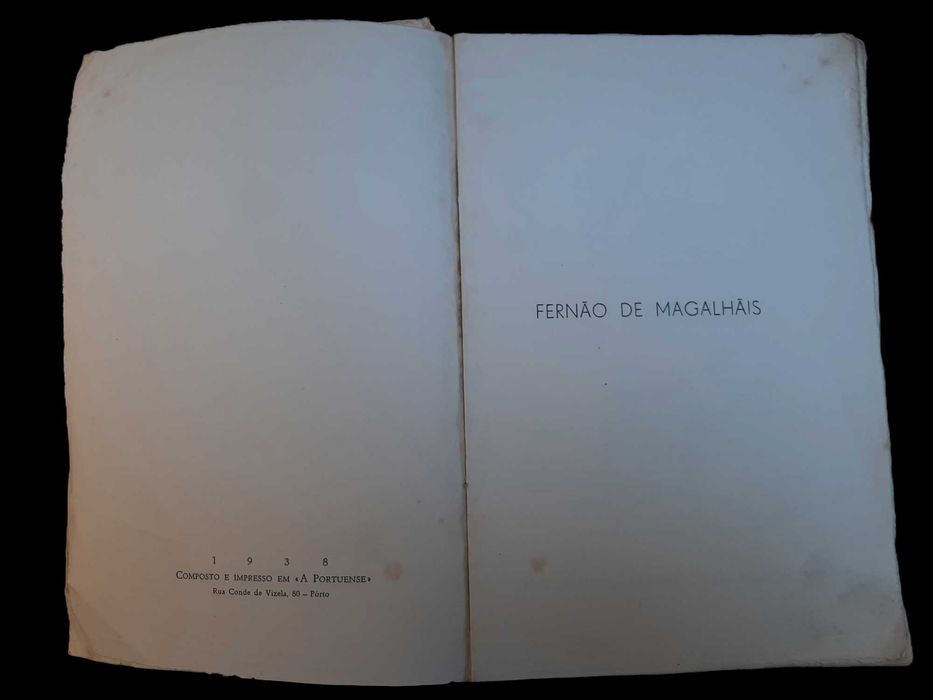 1 9 3 8
COMPOSTO E IMPRESSO EM «A PORTUENSE»
Rua Conde de Vizela, 80 — Pôrto
FERNÃO DE MAGALHÃIS